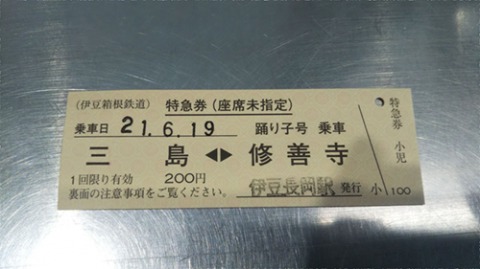 (伊豆箱根鉄道) 特急券(座席未指定)
乗車日 21.6.19 踊り子号 乗車
三島 ◀▶ 修善寺
1回限り有効 200円
裏面の注意事項をご覧ください。 伊豆長岡駅 発行 小100
特急券 小児